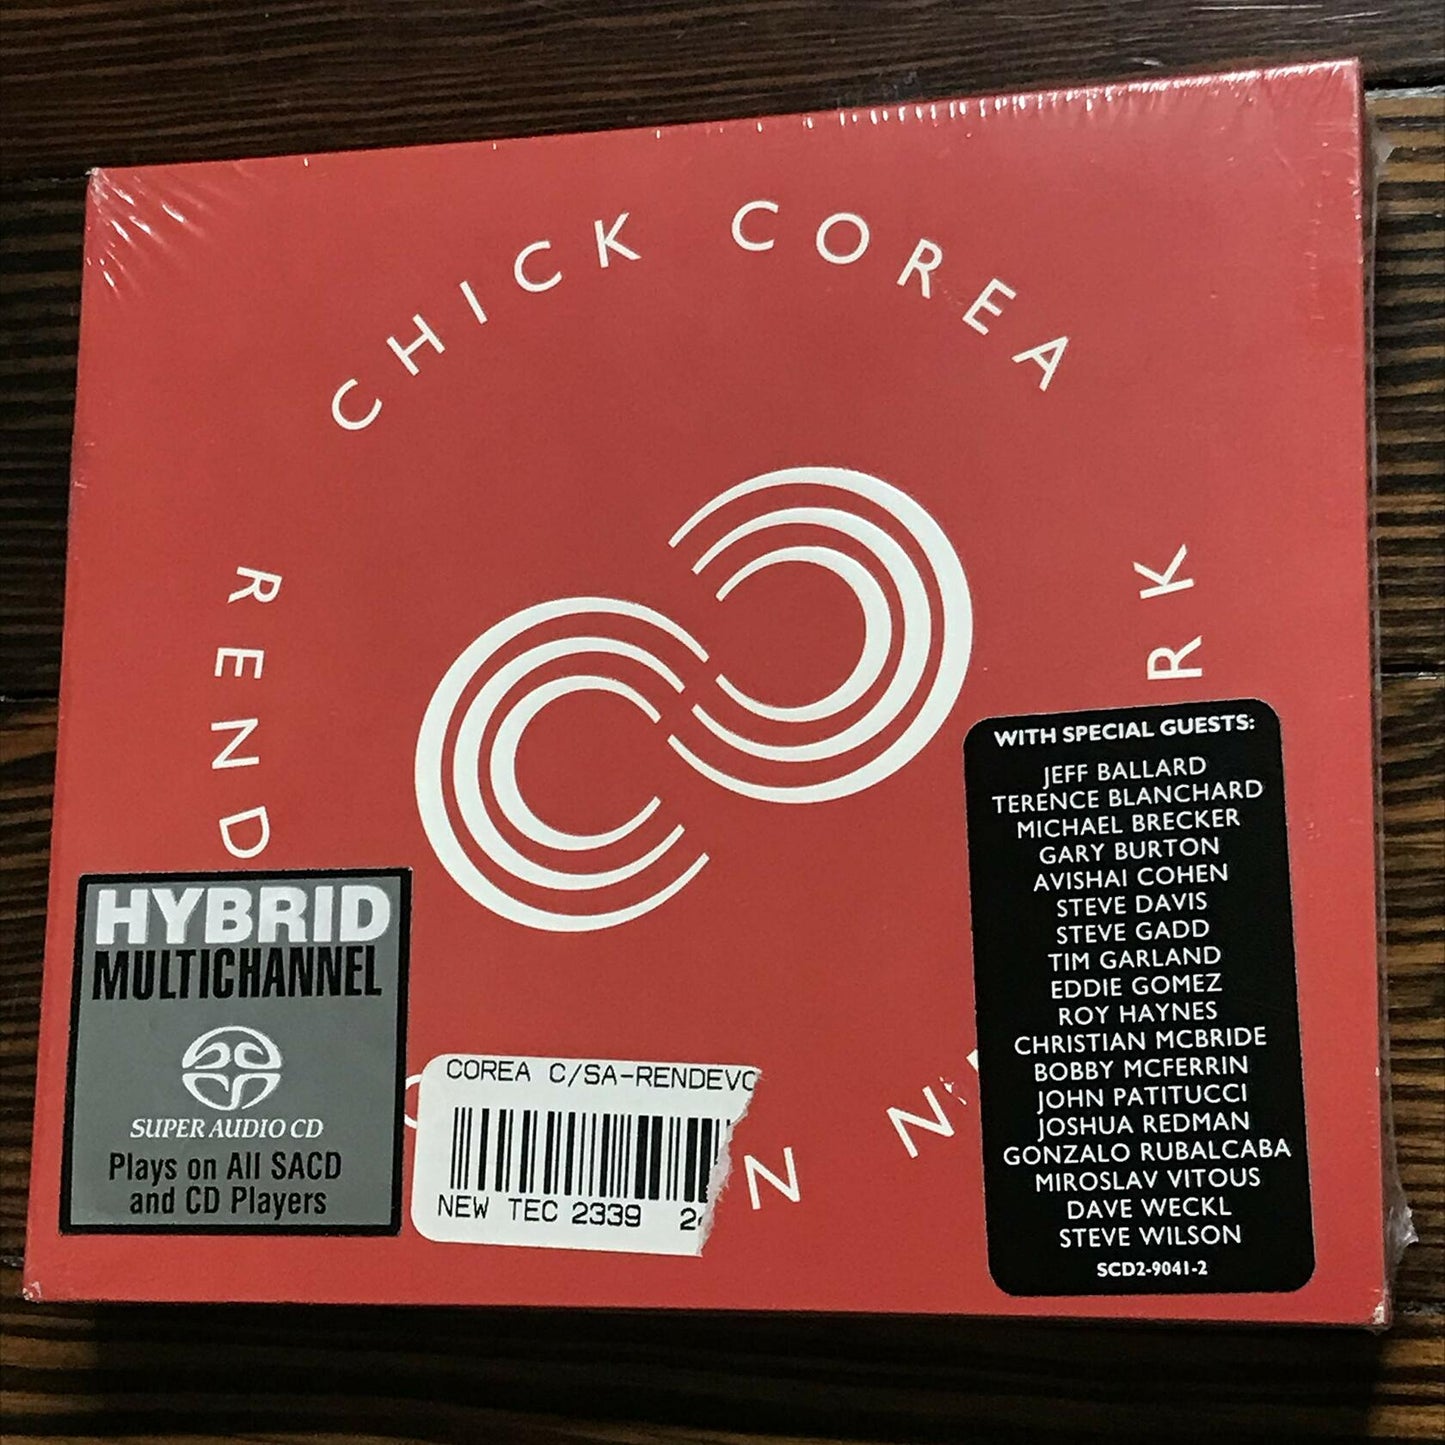 CHICK COREA
REND
RK
N
N
HYBRID
MULTICHANNEL
SUPER AUDIO CD
Plays on All SACD
and CD Players
COREA C/SA-RENDEVO
NEW TEC 2339
WITH SPECIAL GUESTS:
JEFF BALLARD
TERENCE BLANCHARD
MICHAEL BRECKER
GARY BURTON
AVISHAI COHEN
STEVE DAVIS
STEVE GADD
TIM GARLAND
EDDIE GOMEZ
ROY HAYNES
CHRISTIAN MCBRIDE
BOBBY MCFERRIN
JOHN PATITUCCI
JOSHUA REDMAN
GONZALO RUBALCABA
MIROSLAV VITOUS
DAVE WECKL
STEVE WILSON
SCD2-9041-2